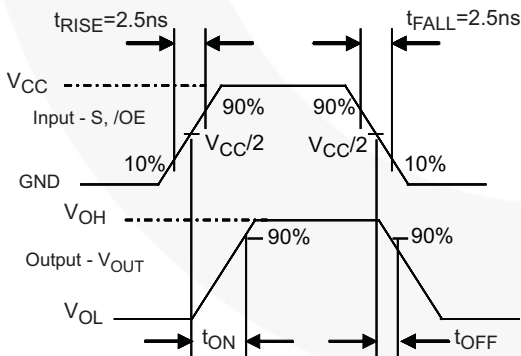 tRISE=2.5ns tFALL=2.5ns
VCC
90% 90%
Input - S, /OE
VCC/2 VCC/2
10% 10%
GND
VOH
90% 90%
Output - VOUT
VOL
tON tOFF